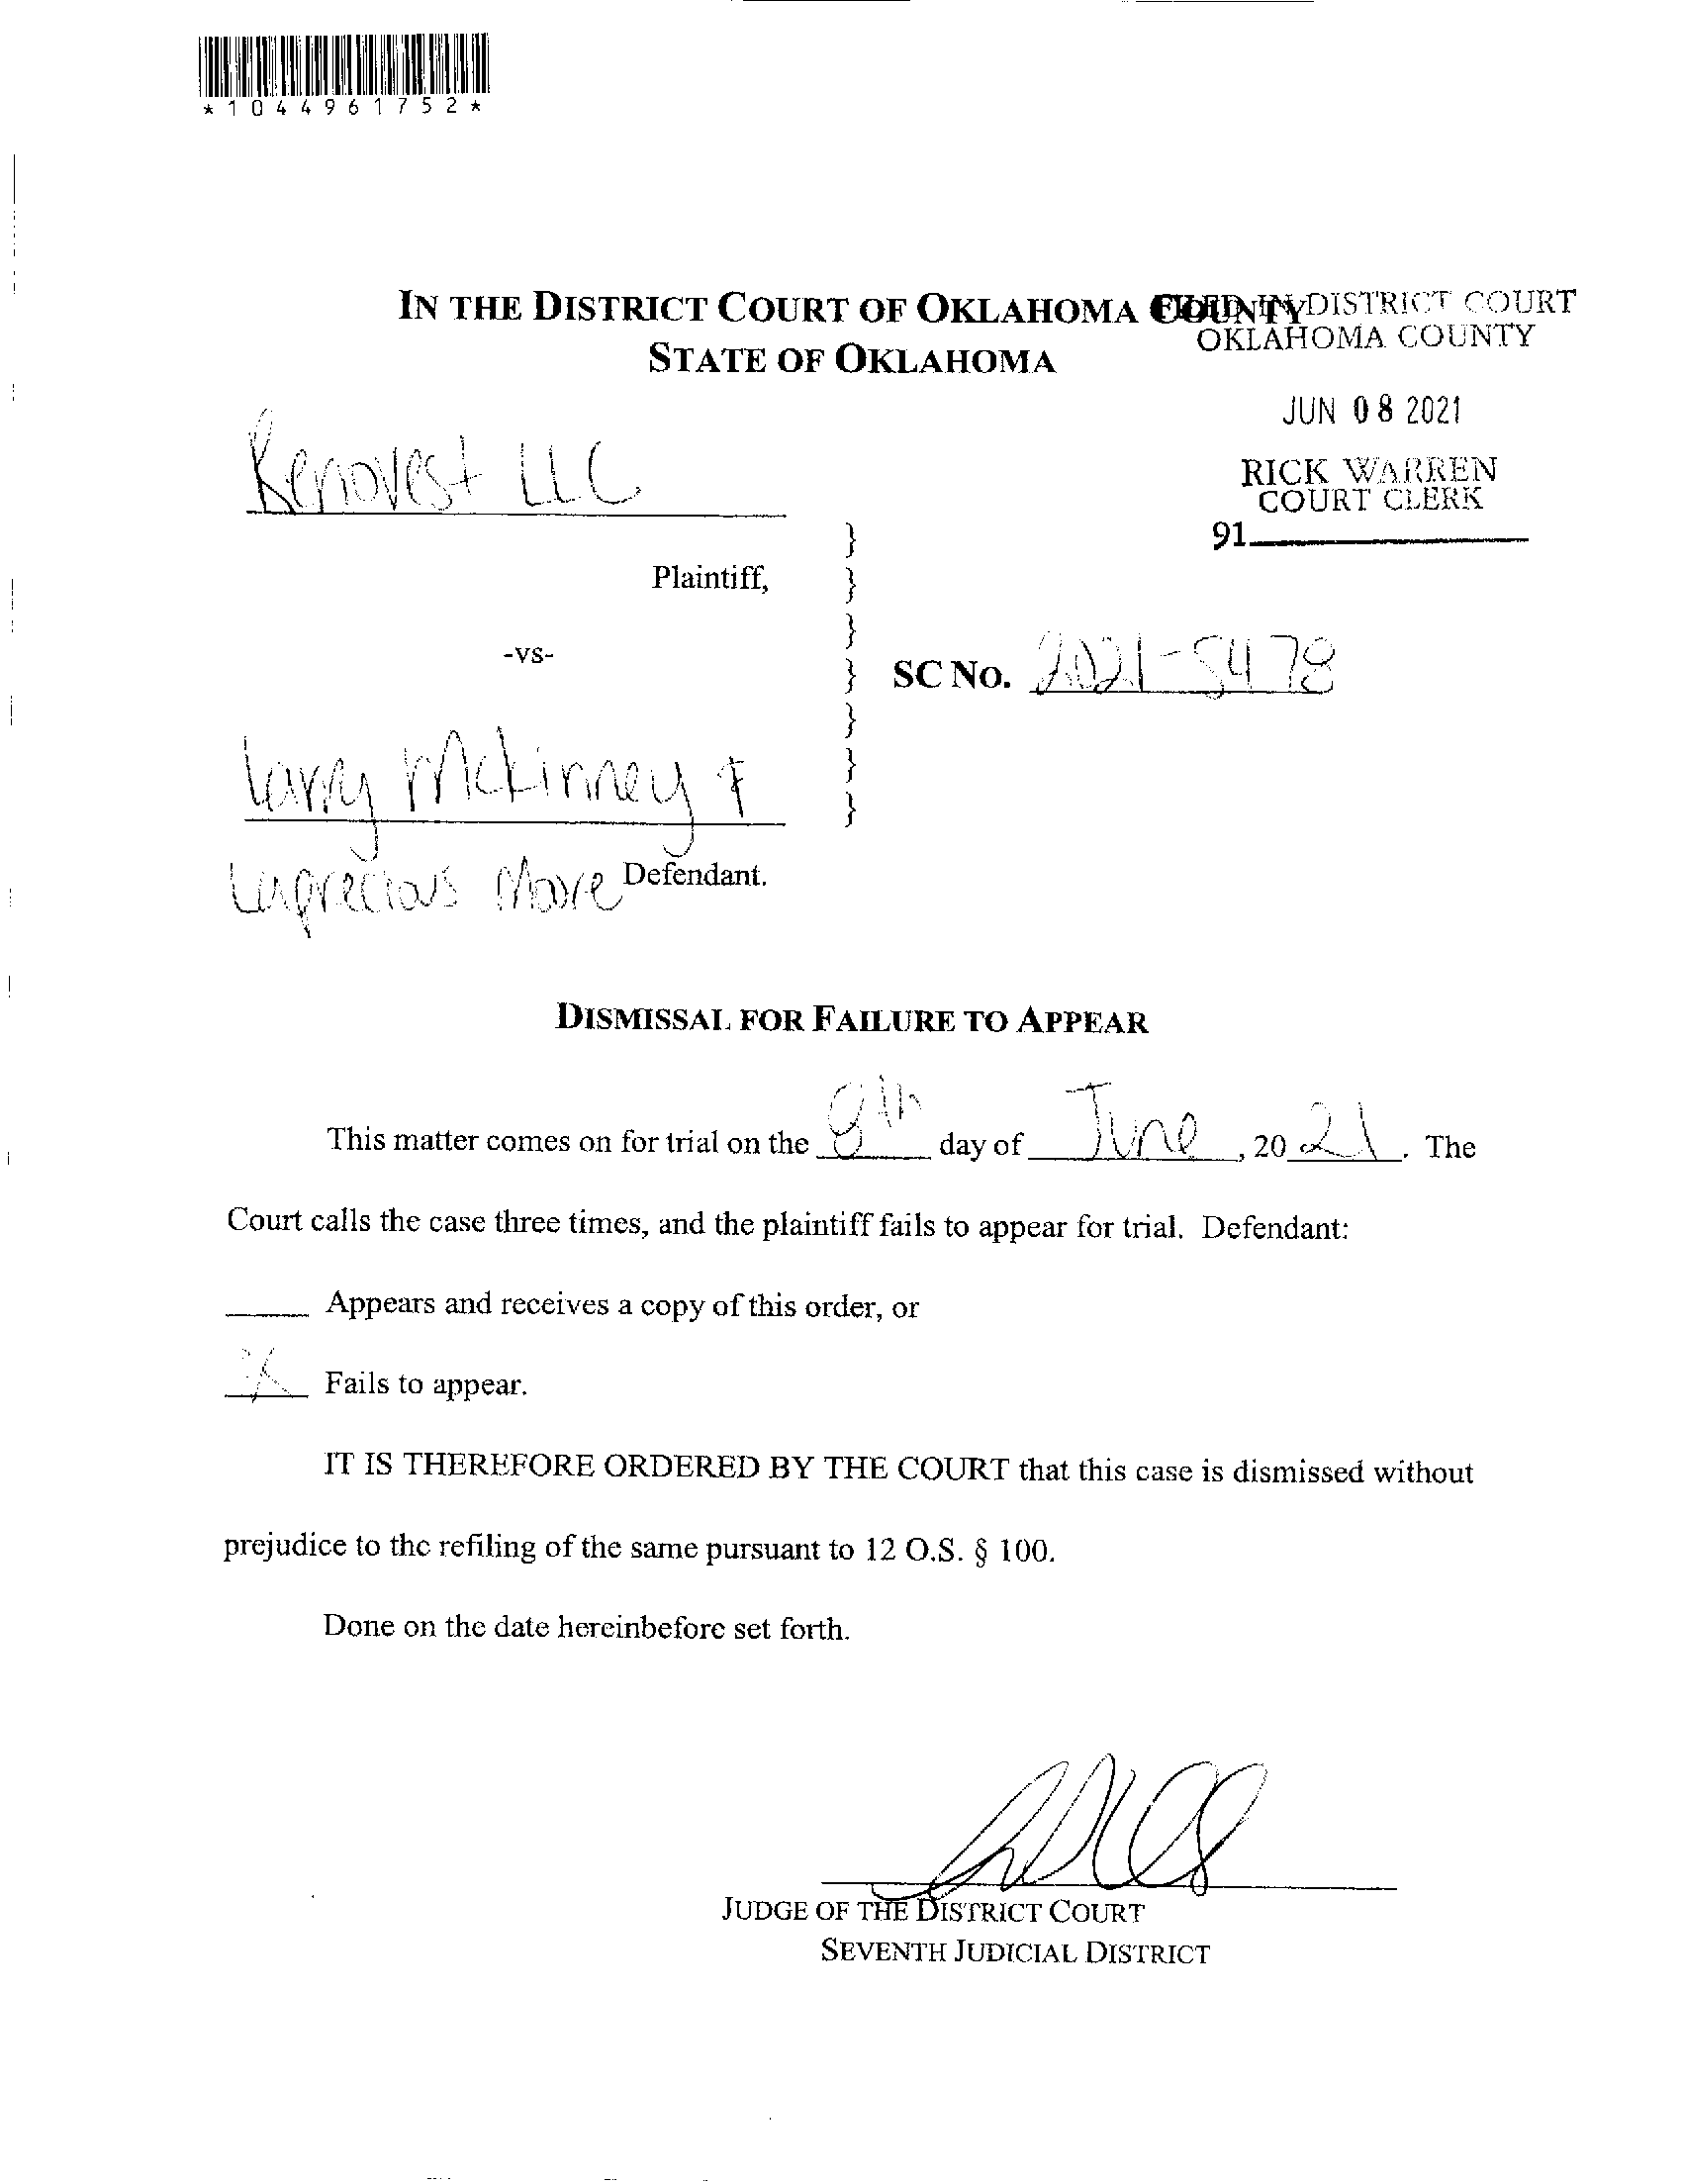 *1044961752*
IN THE DISTRICT COURT OF OKLAHOMA COUNTY
STATE OF OKLAHOMA
FILED IN DISTRICT COURT
OKLAHOMA COUNTY
JUN 08 2021
RICK WARREN
COURT CLERK
91
Renovest LLC
Plaintiff,
-vs-
SC NO. 2021-5478
Larry McKinney &
Defendant.
Moore
DISMISSAL FOR FAILURE TO APPEAR
This matter comes on for trial on the 8th day of June, 20 21. The
Court calls the case three times, and the plaintiff fails to appear for trial. Defendant:
____ Appears and receives a copy of this order, or
X Fails to appear.
IT IS THEREFORE ORDERED BY THE COURT that this case is dismissed without
prejudice to the refiling of the same pursuant to 12 O.S. § 100.
Done on the date hereinbefore set forth.
JUDGE OF THE DISTRICT COURT
SEVENTH JUDICIAL DISTRICT